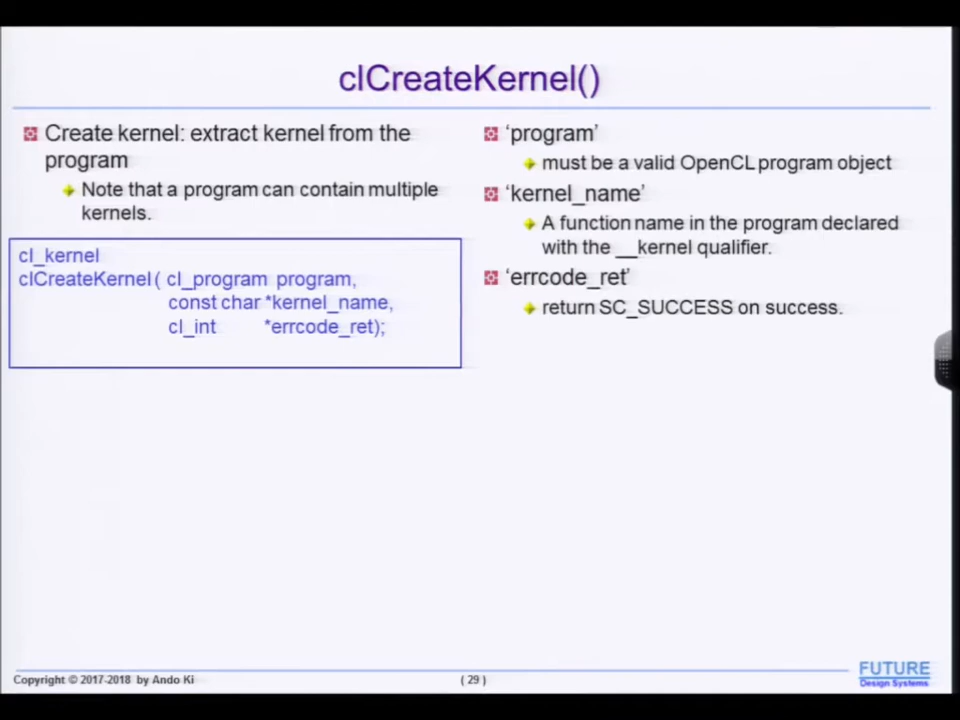 clCreateKernel()
Create kernel: extract kernel from the
program
Note that a program can contain multiple
kernels.
cl_kernel
clCreateKernel( cl_program program,
const char *kernel_name,
cl_int *errcode_ret);
'program'
must be a valid OpenCL program object
'kernel_name'
A function name in the program declared
with the __kernel qualifier.
'errcode_ret'
return SC_SUCCESS on success.
Copyright © 2017-2018 by Ando Ki
( 29 )
FUTURE
Design Systems